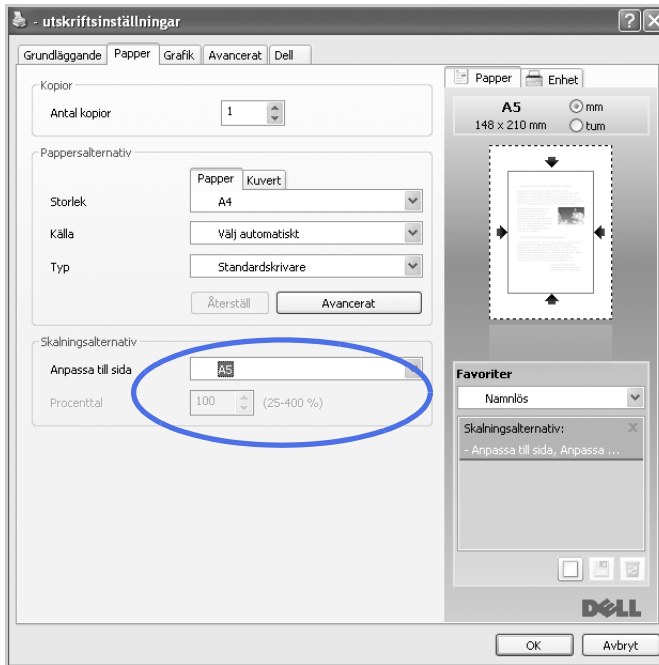 - utskriftsinställningar
Grundläggande Papper Grafik Avancerat Dell
Kopior
Antal kopior 1
Pappersalternativ
Papper Kuvert
Storlek A4
Källa Välj automatiskt
Typ Standardskrivare
Återställ Avancerat
Skalningsalternativ
Anpassa till sida A5
Procenttal 100 (25-400 %)
Papper Enhet
A5 mm
148 x 210 mm tum
Favoriter
Namnlös
Skalningsalternativ:
- Anpassa till sida, Anpassa ...
DELL
OK Avbryt